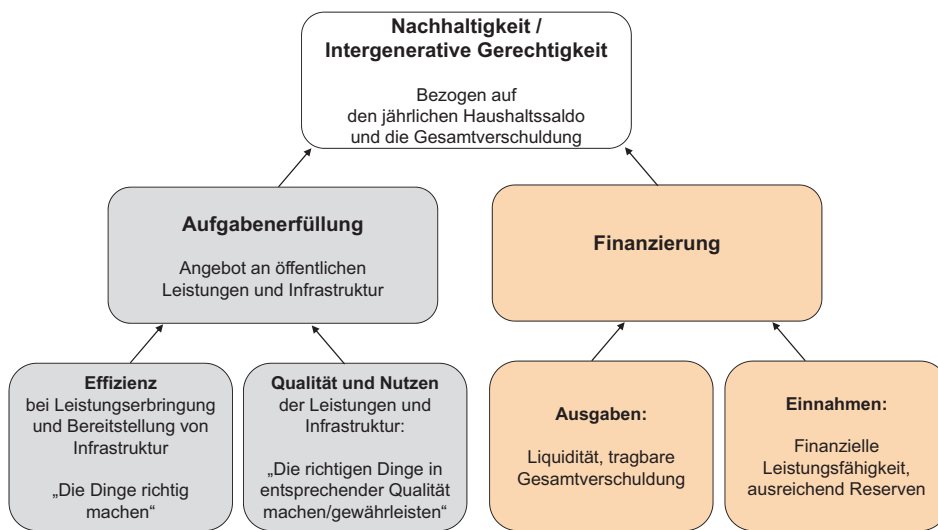 Nachhaltigkeit /
Intergenerative Gerechtigkeit
Bezogen auf
den jährlichen Haushaltssaldo
und die Gesamtverschuldung
Aufgabenerfüllung
Angebot an öffentlichen
Leistungen und Infrastruktur
Finanzierung
Effizienz
bei Leistungserbringung
und Bereitstellung von
Infrastruktur
„Die Dinge richtig
machen“
Qualität und Nutzen
der Leistungen und
Infrastruktur:
„Die richtigen Dinge in
entsprechender Qualität
machen/gewährleisten“
Ausgaben:
Liquidität, tragbare
Gesamtverschuldung
Einnahmen:
Finanzielle
Leistungsfähigkeit,
ausreichend Reserven